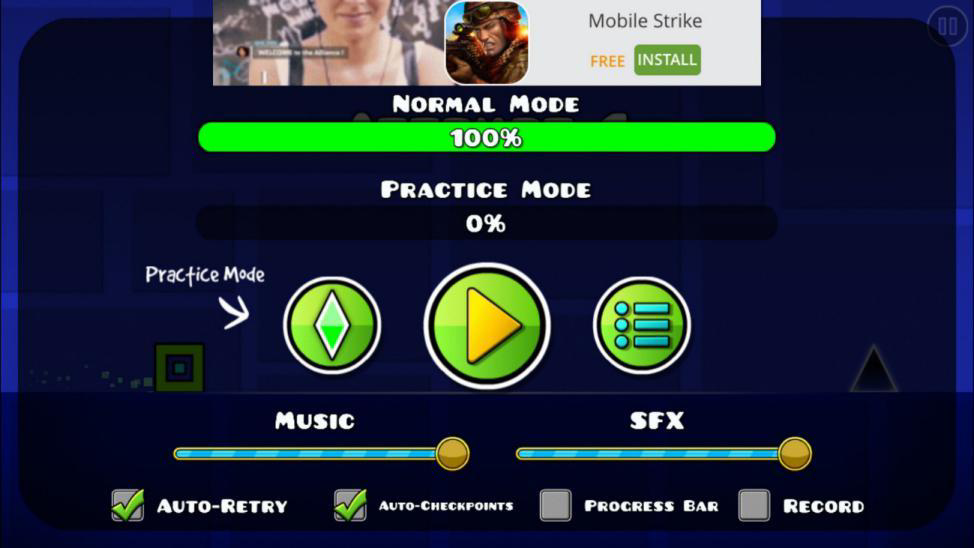 Mobile Strike
WELCOME to the Alliance !
FREE INSTALL
NORMAL MODE
100%
PRACTICE MODE
0%
Practice Mode
MUSIC SFX
AUTO-RETRY AUTO-CHECKPOINTS PROGRESS BAR RECORD